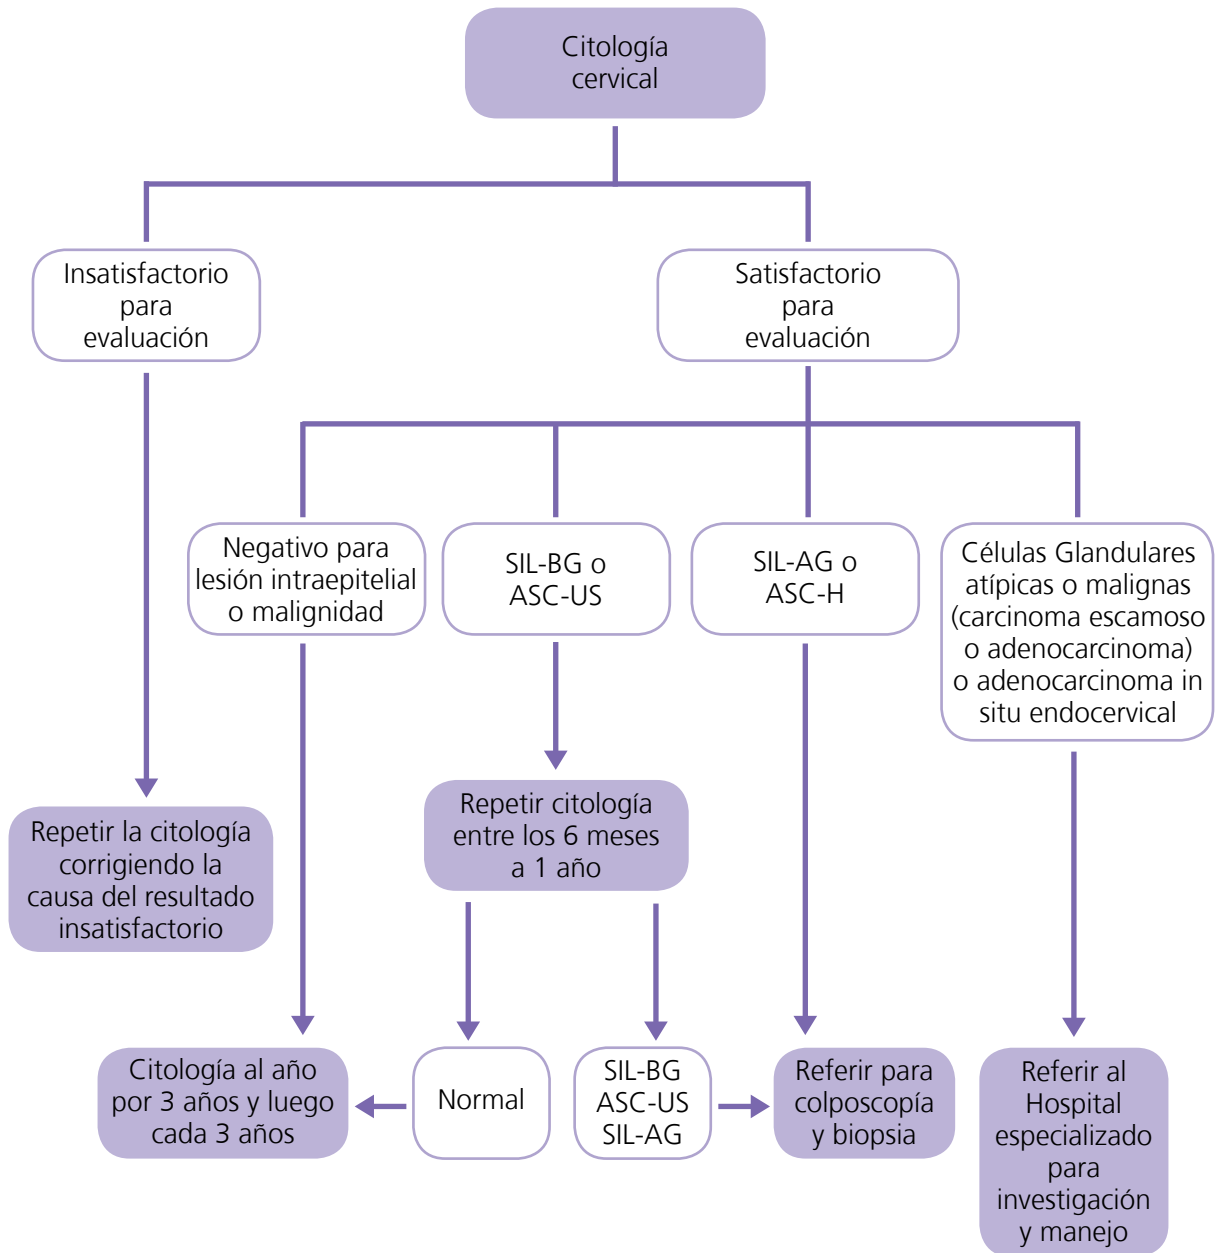 Citología
cervical
Insatisfactorio
para
evaluación
Satisfactorio
para
evaluación
Negativo para
lesión intraepitelial
o malignidad
SIL-BG o
ASC-US
SIL-AG o
ASC-H
Células Glandulares
atípicas o malignas
(carcinoma escamoso
o adenocarcinoma)
o adenocarcinoma in
situ endocervical
Repetir la citología
corrigiendo la
causa del resultado
insatisfactorio
Repetir citología
entre los 6 meses
a 1 año
Citología al año
por 3 años y luego
cada 3 años
Normal
SIL-BG
ASC-US
SIL-AG
Referir para
colposcopía
y biopsia
Referir al
Hospital
especializado
para
investigación
y manejo